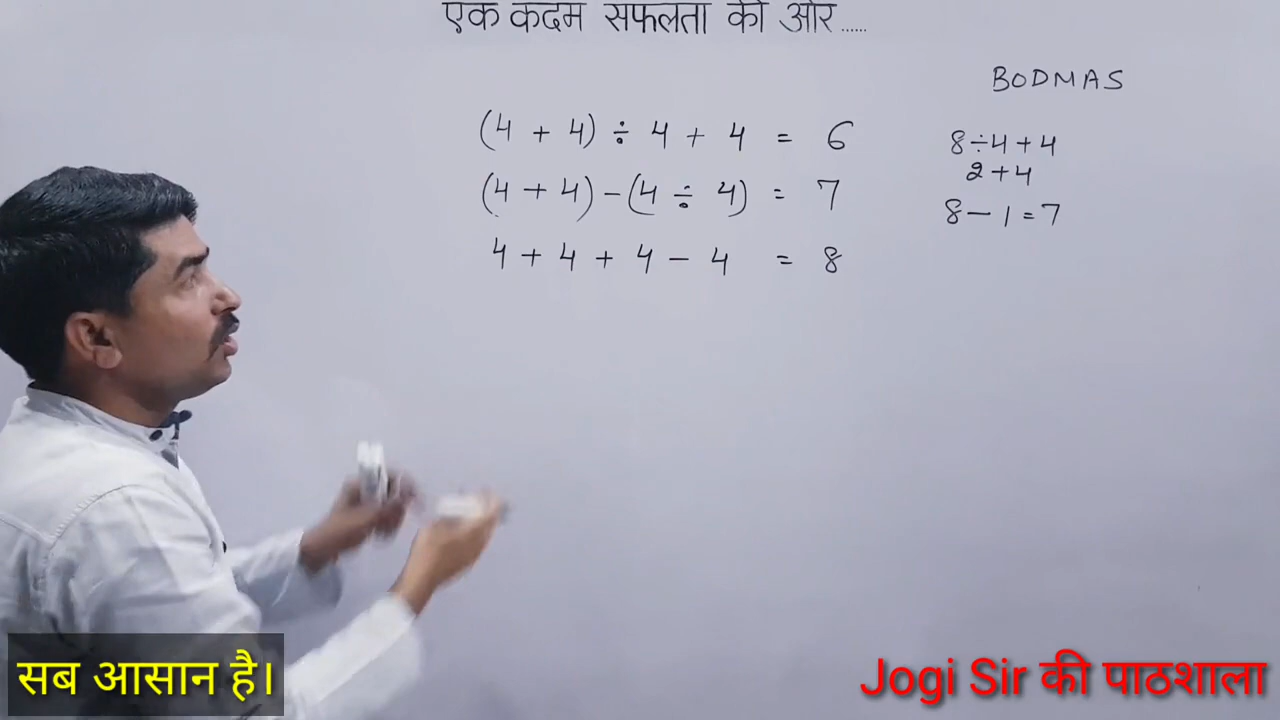 एक कदम सफलता की ओर ......
BODMAS
(4 + 4) ÷ 4 + 4 = 6
(4 + 4) - (4 ÷ 4) = 7
4 + 4 + 4 - 4 = 8
8 ÷ 4 + 4
2 + 4
8 - 1 = 7
सब आसान है।
Jogi Sir की पाठशाला